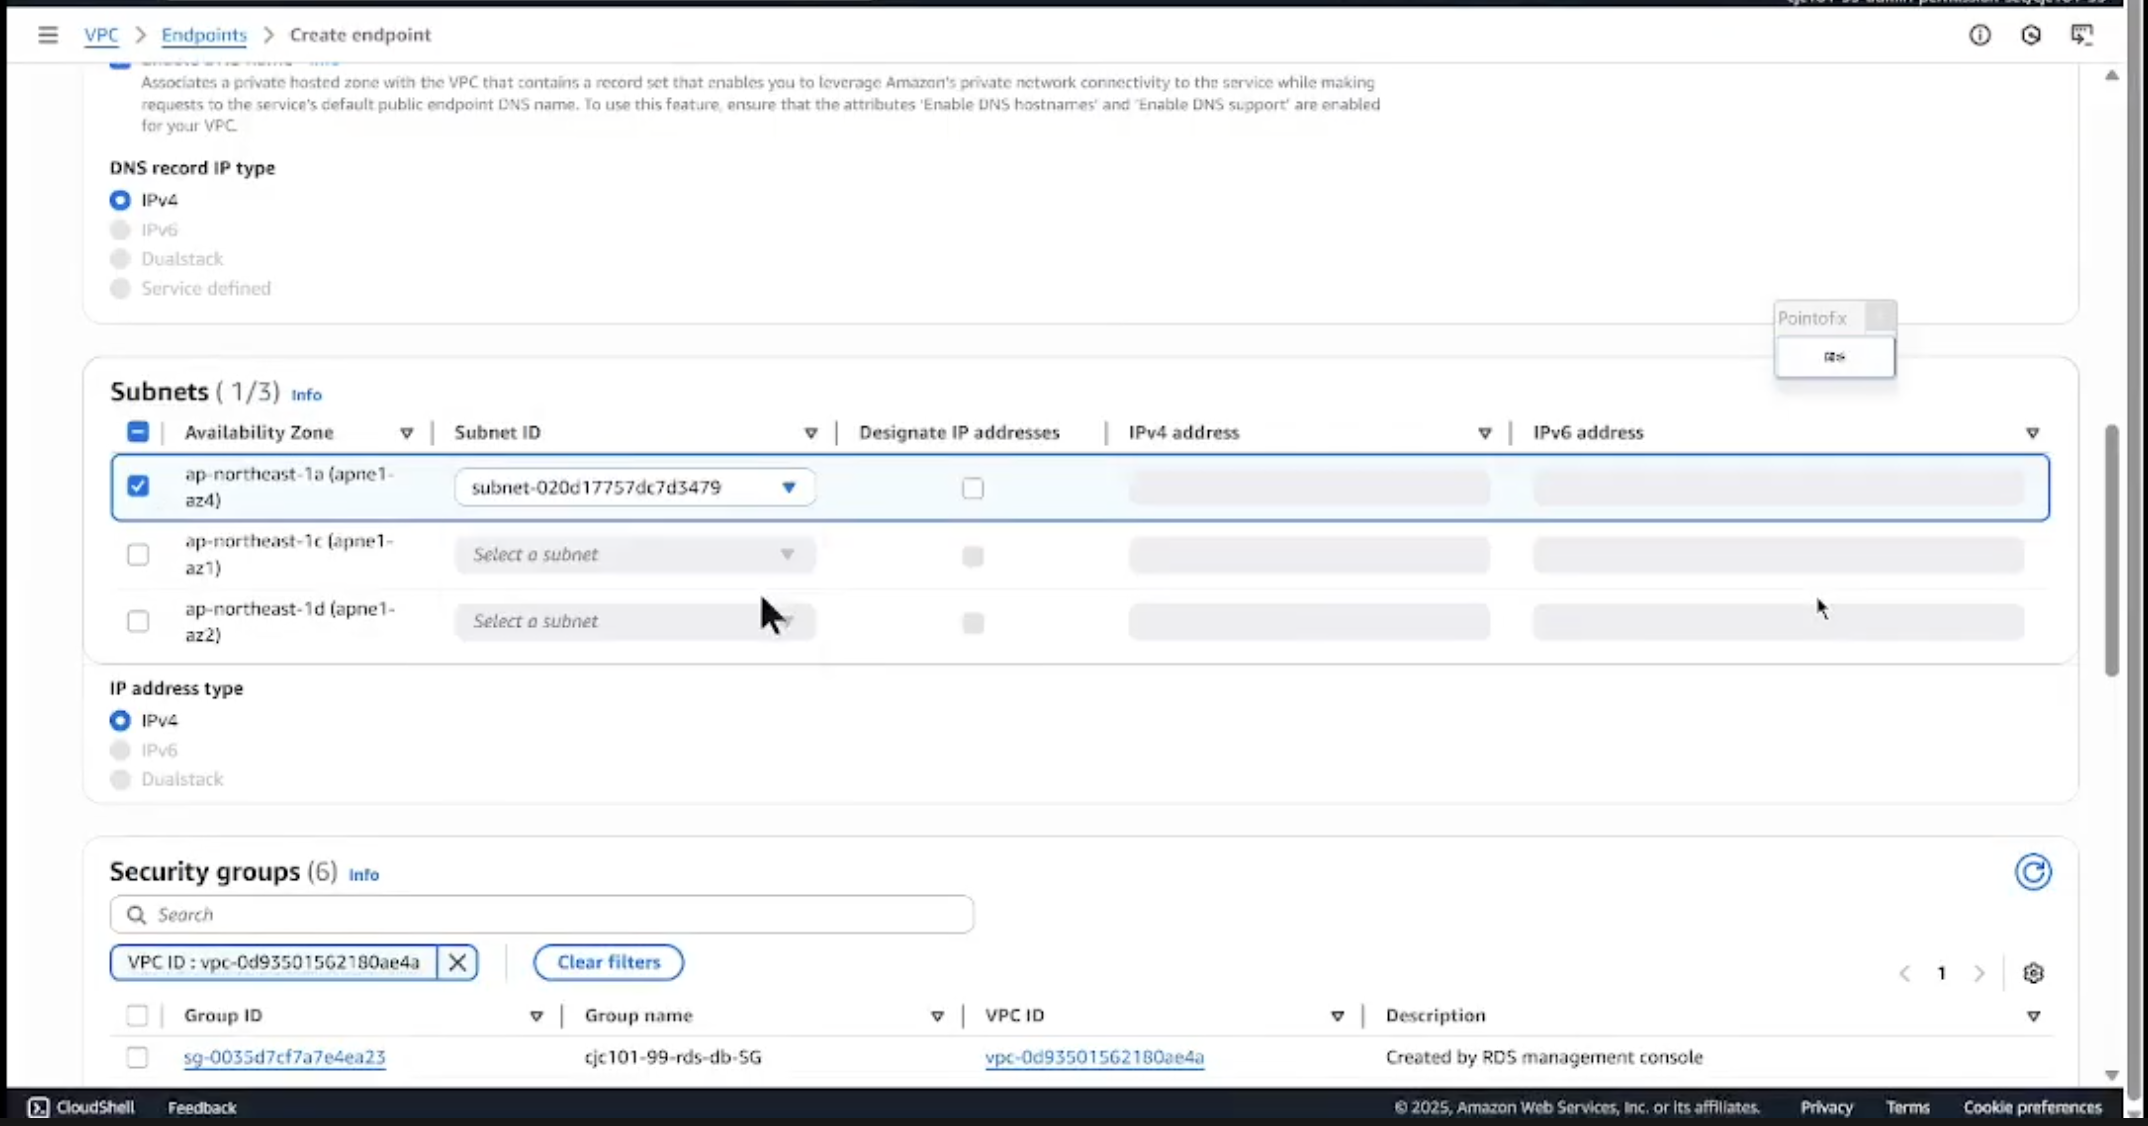 VPC > Endpoints > Create endpoint
Associates a private hosted zone with the VPC that contains a record set that enables you to leverage Amazon's private network connectivity to the service while making
requests to the service's default public endpoint DNS name. To use this feature, ensure that the attributes 'Enable DNS hostnames' and 'Enable DNS support' are enabled
for your VPC.
DNS record IP type
IPv4
IPv6
Dualstack
Service defined
Pointofix
Subnets ( 1/3) Info
Availability Zone Subnet ID Designate IP addresses IPv4 address IPv6 address
ap-northeast-1a (apne1-
az4) subnet-020d17757dc7d3479
ap-northeast-1c (apne1-
az1) Select a subnet
ap-northeast-1d (apne1-
az2) Select a subnet
IP address type
IPv4
IPv6
Dualstack
Security groups (6) Info
Search
VPC ID : vpc-0d93501562180ae4a Clear filters 1
Group ID Group name VPC ID Description
sg-0035d7cf7a7e4ea23 cjc101-99-rds-db-SG vpc-0d93501562180ae4a Created by RDS management console
CloudShell Feedback © 2025, Amazon Web Services, Inc. or its affiliates. Privacy Terms Cookie preferences